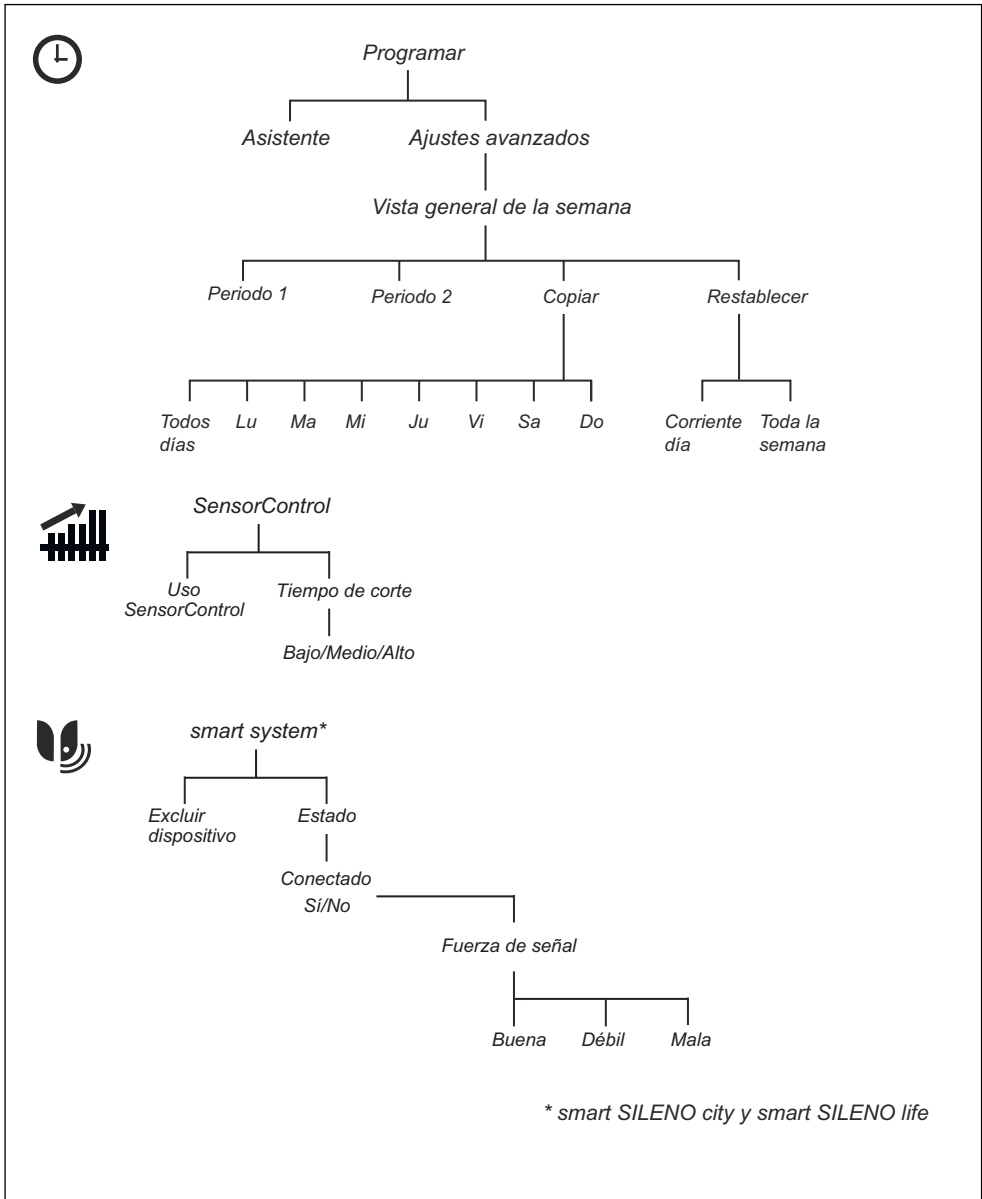 Programar
Asistente
Ajustes avanzados
Vista general de la semana
Periodo 1
Periodo 2
Copiar
Restablecer
Todos
días
Lu
Ma
Mi
Ju
Vi
Sa
Do
Corriente
día
Toda la
semana
SensorControl
Uso
SensorControl
Tiempo de corte
Bajo/Medio/Alto
smart system*
Excluir
dispositivo
Estado
Conectado
Sí/No
Fuerza de señal
Buena
Débil
Mala
* smart SILENO city y smart SILENO life